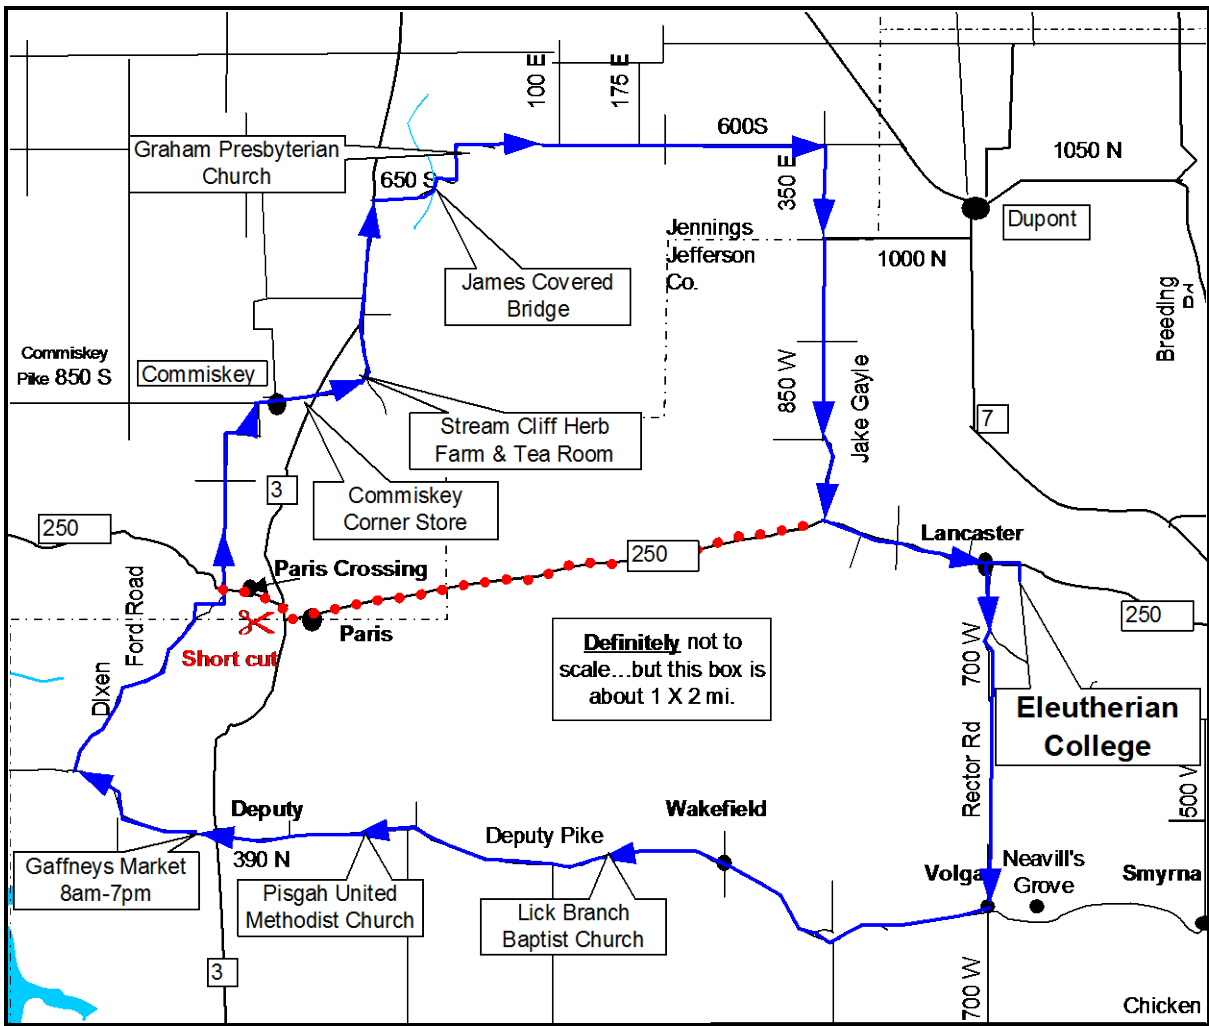 100 E
175 E
600S
1050 N
Graham Presbyterian
Church
650 S
350 E
Dupont
Jennings
Jefferson
Co.
1000 N
James Covered
Bridge
Breeding
Commiskey
Pike 850 S
Commiskey
850 W
Jake Gayle
7
Stream Cliff Herb
Farm & Tea Room
3
Commiskey
Corner Store
250
Lancaster
250
Paris Crossing
Ford Road
Dixen
250
Paris
Short cut
Definitely not to
scale...but this box is
about 1 X 2 mi.
700 W
Eleutherian
College
Rector Rd
500 W
Deputy
Wakefield
Deputy Pike
390 N
Gaffneys Market
8am-7pm
Pisgah United
Methodist Church
Lick Branch
Baptist Church
Volga
Neavill's
Grove
Smyrna
3
700 W
Chicken